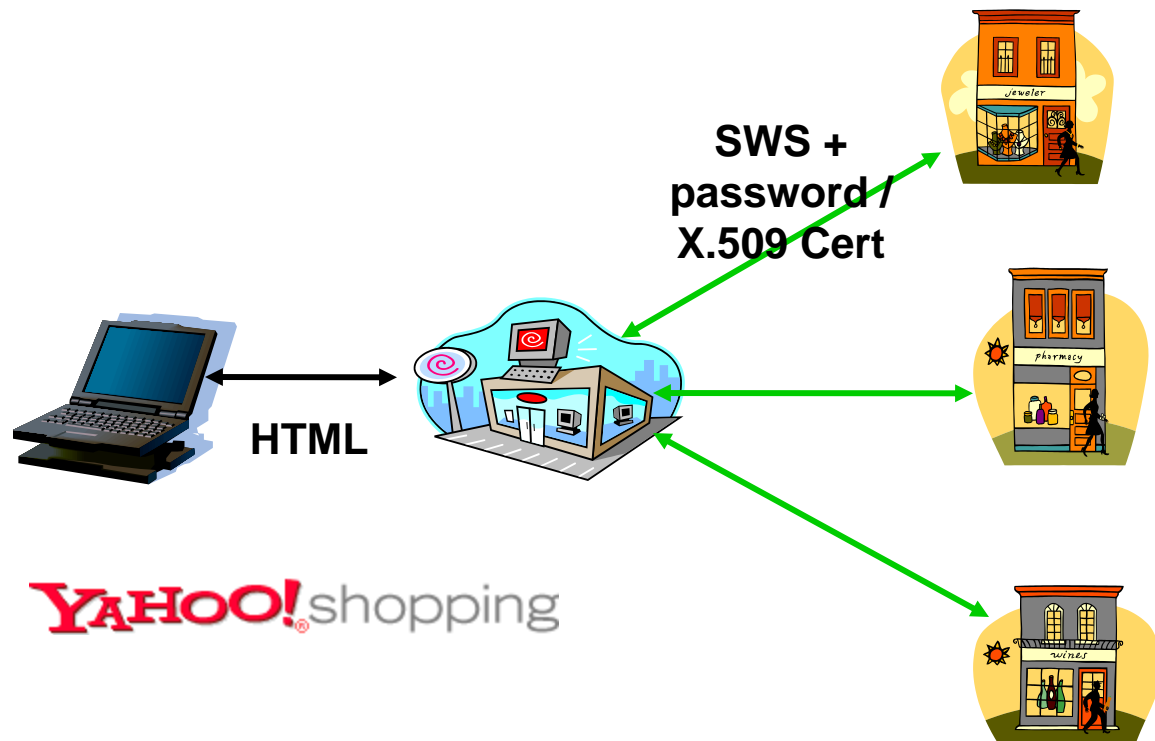 jeweler
SWS +
password /
X.509 Cert
pharmacy
HTML
YAHOO!® shopping
wines